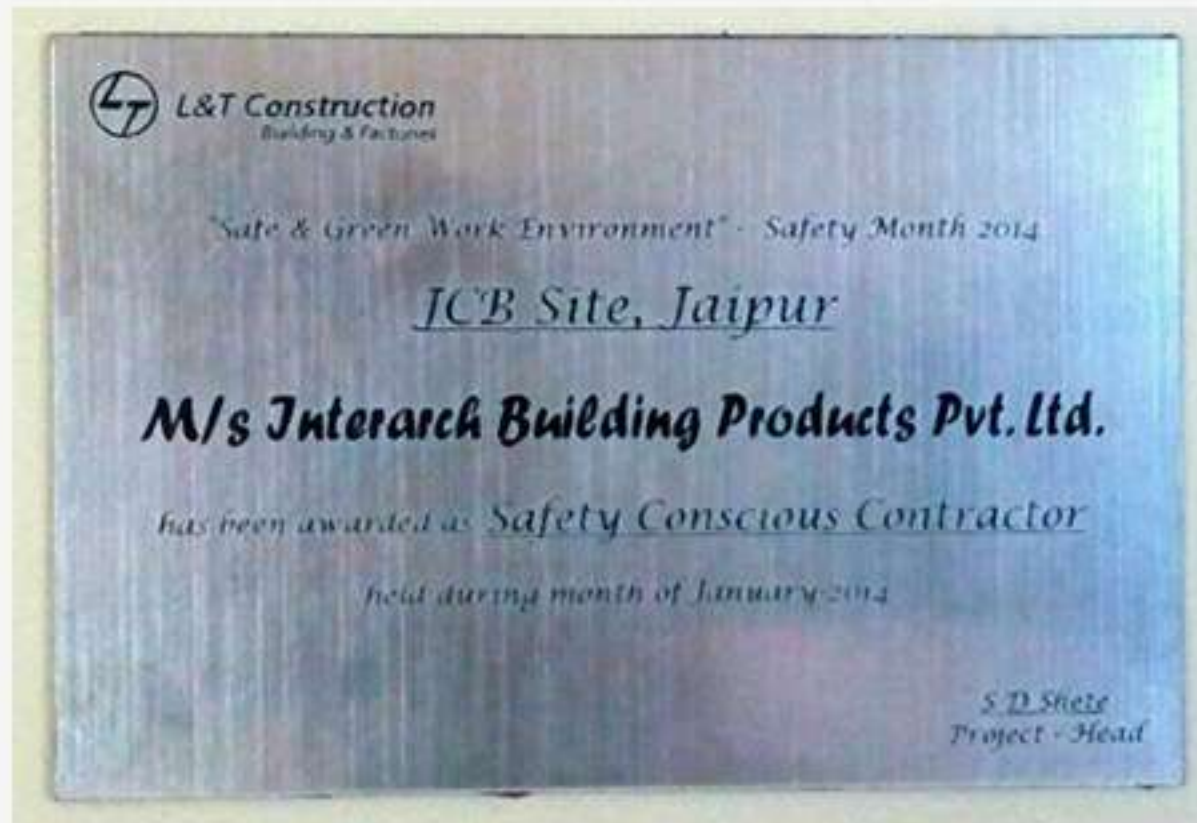 LT L&T Construction
Building & Factories
"Safe & Green Work Environment" - Safety Month 2014
JCB Site, Jaipur
M/s Interarch Building Products Pvt. Ltd.
has been awarded as Safety Conscious Contractor
held during month of January-2014
S D Shete
Project - Head